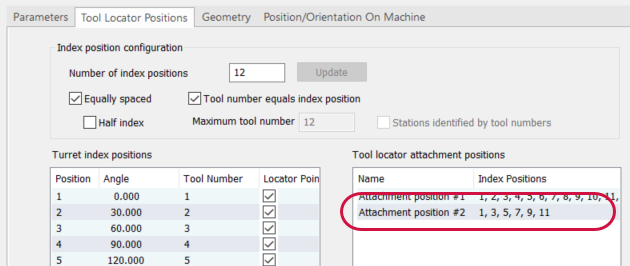 Parameters Tool Locator Positions Geometry Position/Orientation On Machine
Index position configuration
Number of index positions 12 Update
Equally spaced Tool number equals index position
Half index Maximum tool number 12 Stations identified by tool numbers
Turret index positions Tool locator attachment positions
Position Angle Tool Number Locator Poin Name Index Positions
1 0.000 1 Attachment position #1 1, 2, 3, 4, 5, 6, 7, 8, 9, 10, 11,
2 30.000 2 Attachment position #2 1, 3, 5, 7, 9, 11
3 60.000 3
4 90.000 4
5 120.000 5